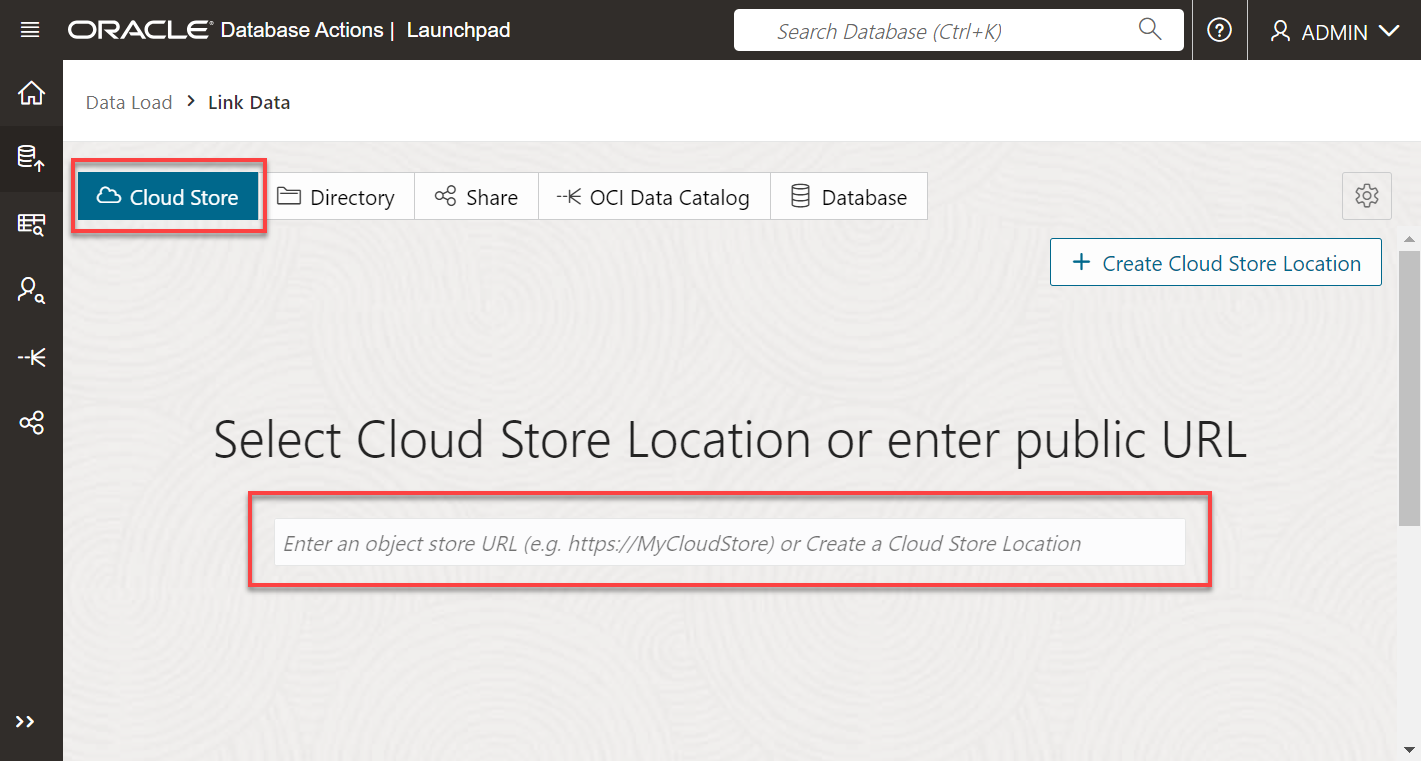 ORACLE® Database Actions | Launchpad
Search Database (Ctrl+K)
ADMIN
Data Load > Link Data
Cloud Store
Directory
Share
OCI Data Catalog
Database
+ Create Cloud Store Location
Select Cloud Store Location or enter public URL
Enter an object store URL (e.g. https://MyCloudStore) or Create a Cloud Store Location